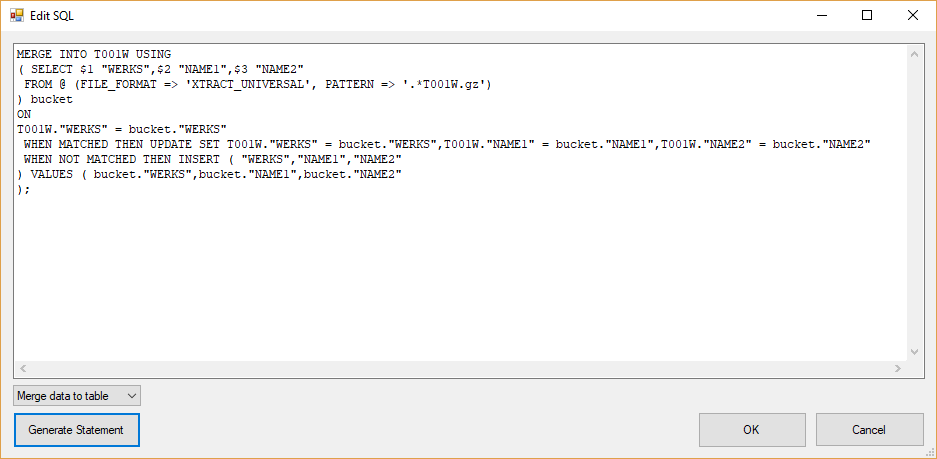 Edit SQL
MERGE INTO T001W USING
( SELECT $1 "WERKS",$2 "NAME1",$3 "NAME2"
FROM @ (FILE_FORMAT => 'XTRACT_UNIVERSAL', PATTERN => '.*T001W.gz')
) bucket
ON
T001W."WERKS" = bucket."WERKS"
WHEN MATCHED THEN UPDATE SET T001W."WERKS" = bucket."WERKS",T001W."NAME1" = bucket."NAME1",T001W."NAME2" = bucket."NAME2"
WHEN NOT MATCHED THEN INSERT ( "WERKS","NAME1","NAME2"
) VALUES ( bucket."WERKS",bucket."NAME1",bucket."NAME2"
);
Merge data to table
Generate Statement
OK
Cancel